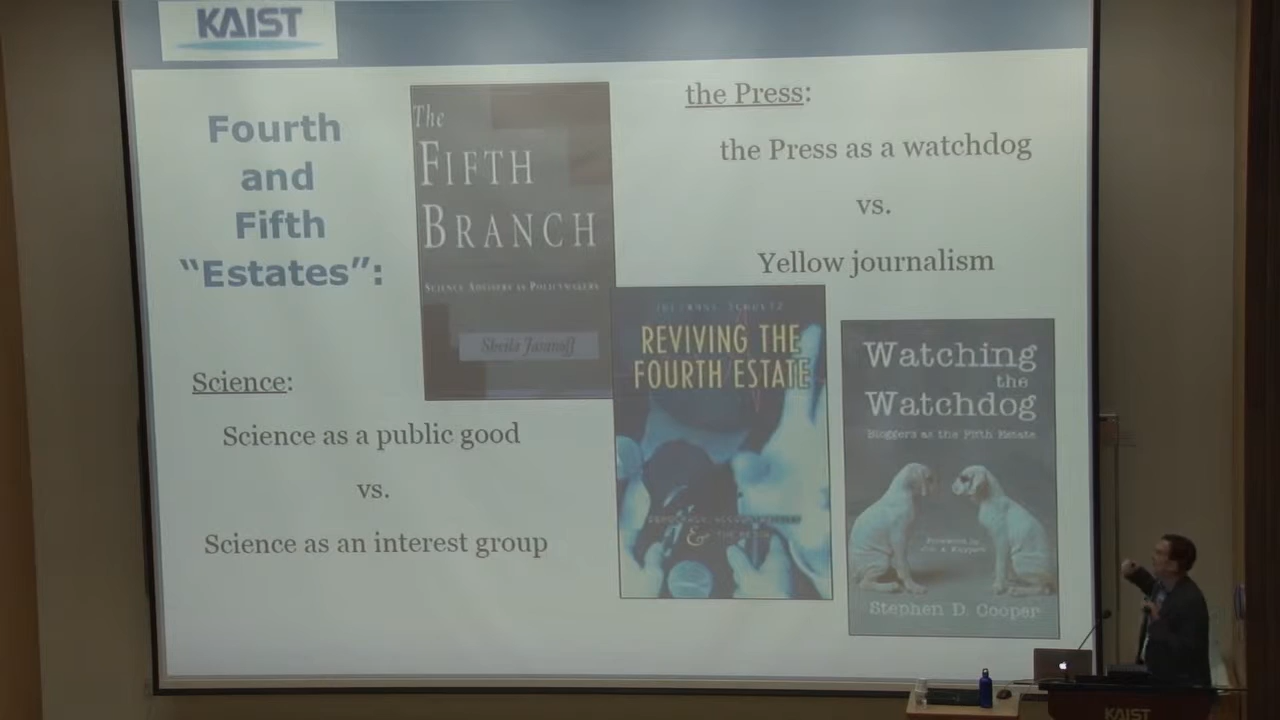 KAIST
Fourth
and
Fifth
“Estates”:
The
FIFTH
BRANCH
SCIENCE ADVISERS AS POLICYMAKERS
Sheila Jasanoff
the Press:
the Press as a watchdog
vs.
Yellow journalism
Science:
Science as a public good
vs.
Science as an interest group
REVIVING THE
FOURTH ESTATE
&
Watching
the
Watchdog
Bloggers as the Fifth Estate
Foreword by
Stephen D. Cooper
KAIST